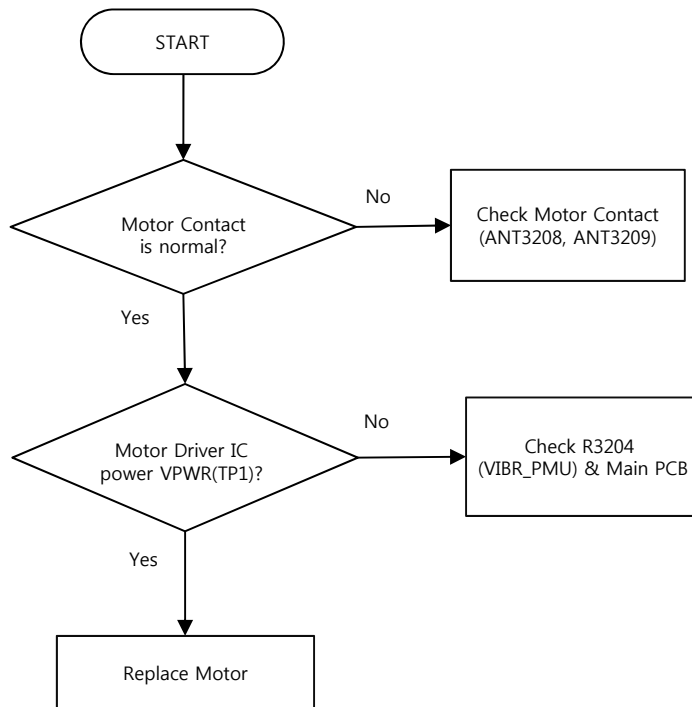 START
Motor Contact
is normal?
No
Check Motor Contact
(ANT3208, ANT3209)
Yes
Motor Driver IC
power VPWR(TP1)?
No
Check R3204
(VIBR_PMU) & Main PCB
Yes
Replace Motor